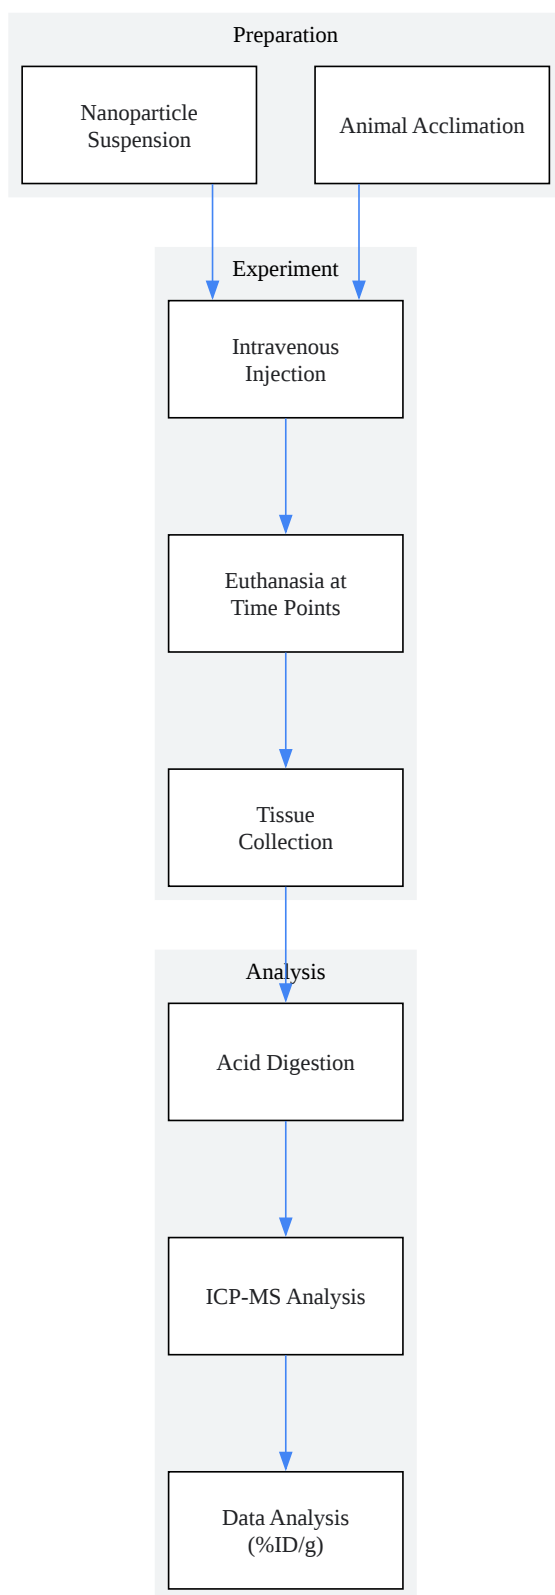 Preparation
Nanoparticle
Suspension
Animal Acclimation
Experiment
Intravenous
Injection
Euthanasia at
Time Points
Tissue
Collection
Analysis
Acid Digestion
ICP-MS Analysis
Data Analysis
(%ID/g)